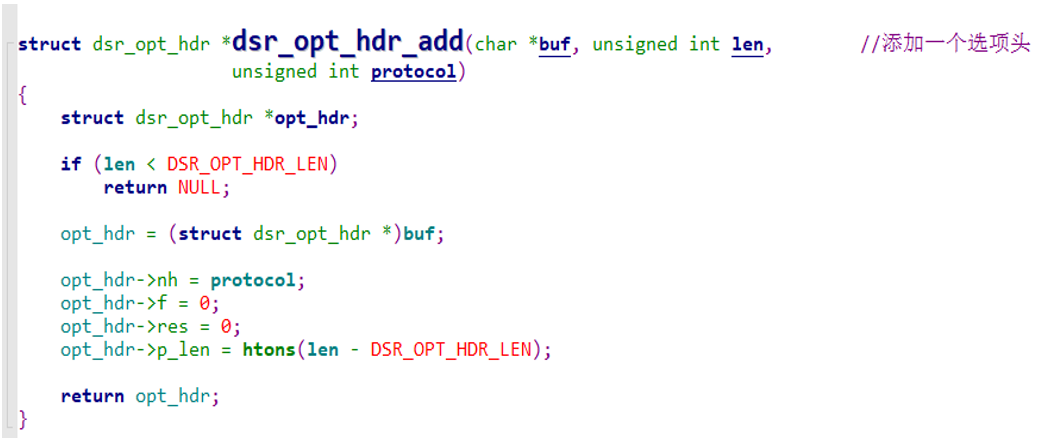 struct dsr_opt_hdr *dsr_opt_hdr_add(char *buf, unsigned int len, //添加一个选项头
unsigned int protocol)
{
struct dsr_opt_hdr *opt_hdr;
if (len < DSR_OPT_HDR_LEN)
return NULL;
opt_hdr = (struct dsr_opt_hdr *)buf;
opt_hdr->nh = protocol;
opt_hdr->f = 0;
opt_hdr->res = 0;
opt_hdr->p_len = htons(len - DSR_OPT_HDR_LEN);
return opt_hdr;
}